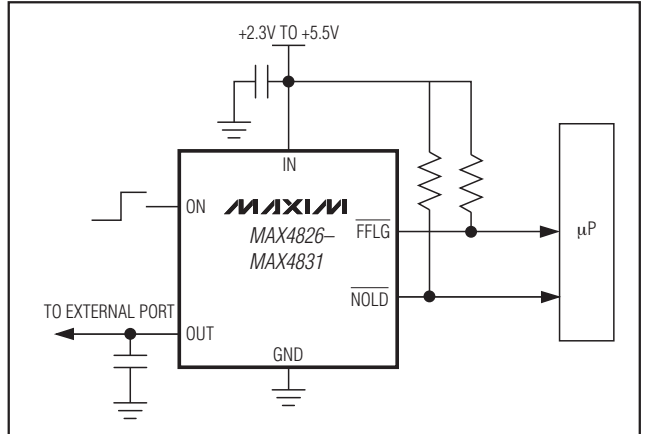 +2.3V TO +5.5V
IN
ON
MAXIM
MAX4826–
MAX4831
FFLG
μP
NOLD
TO EXTERNAL PORT
OUT
GND